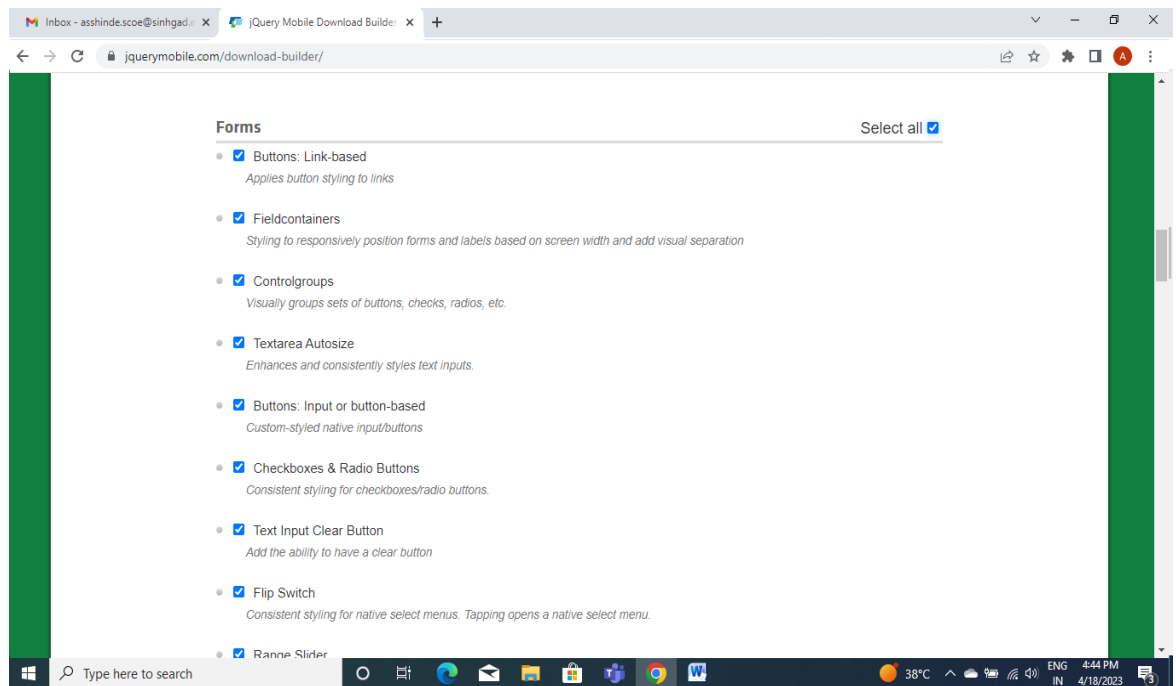 Inbox - asshinde.scoe@sinhgad.e
jQuery Mobile Download Builder
jquerymobile.com/download-builder/
A
Forms
Select all
Buttons: Link-based
Applies button styling to links
Fieldcontainers
Styling to responsively position forms and labels based on screen width and add visual separation
Controlgroups
Visually groups sets of buttons, checks, radios, etc.
Textarea Autosize
Enhances and consistently styles text inputs.
Buttons: Input or button-based
Custom-styled native input/buttons
Checkboxes & Radio Buttons
Consistent styling for checkboxes/radio buttons.
Text Input Clear Button
Add the ability to have a clear button
Flip Switch
Consistent styling for native select menus. Tapping opens a native select menu.
Range Slider
Type here to search
38°C
ENG
IN
4:44 PM
4/18/2023
3